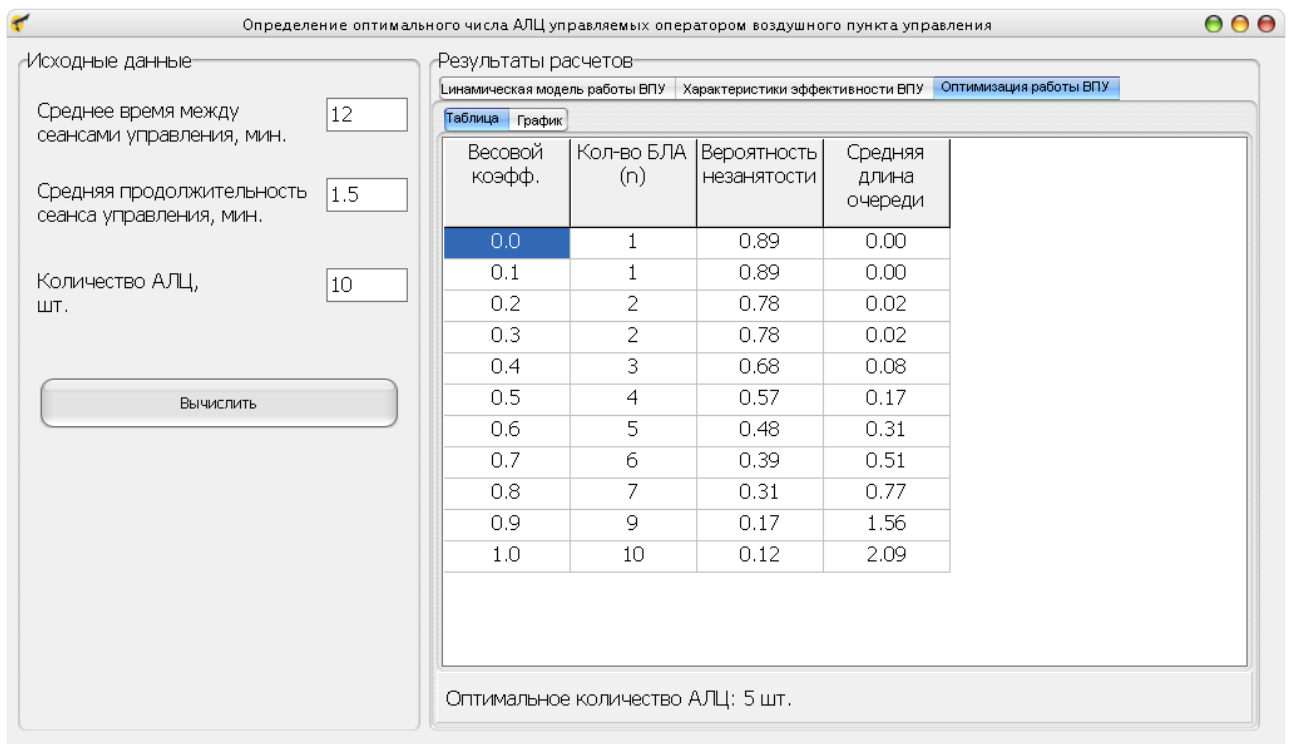 Определение оптимального числа АЛЦ управляемых оператором воздушного пункта управления
Исходные данные
Среднее время между
сеансами управления, мин.
12
Средняя продолжительность
сеанса управления, мин.
1.5
Количество АЛЦ,
шт.
10
Вычислить
Результаты расчетов
инамическая модель работы ВПУ Характеристики эффективности ВПУ Оптимизация работы ВПУ
Таблица График
Весовой коэфф. Кол-во БЛА (n) Вероятность незанятости Средняя длина очереди
0.0 1 0.89 0.00
0.1 1 0.89 0.00
0.2 2 0.78 0.02
0.3 2 0.78 0.02
0.4 3 0.68 0.08
0.5 4 0.57 0.17
0.6 5 0.48 0.31
0.7 6 0.39 0.51
0.8 7 0.31 0.77
0.9 9 0.17 1.56
1.0 10 0.12 2.09
Оптимальное количество АЛЦ: 5 шт.